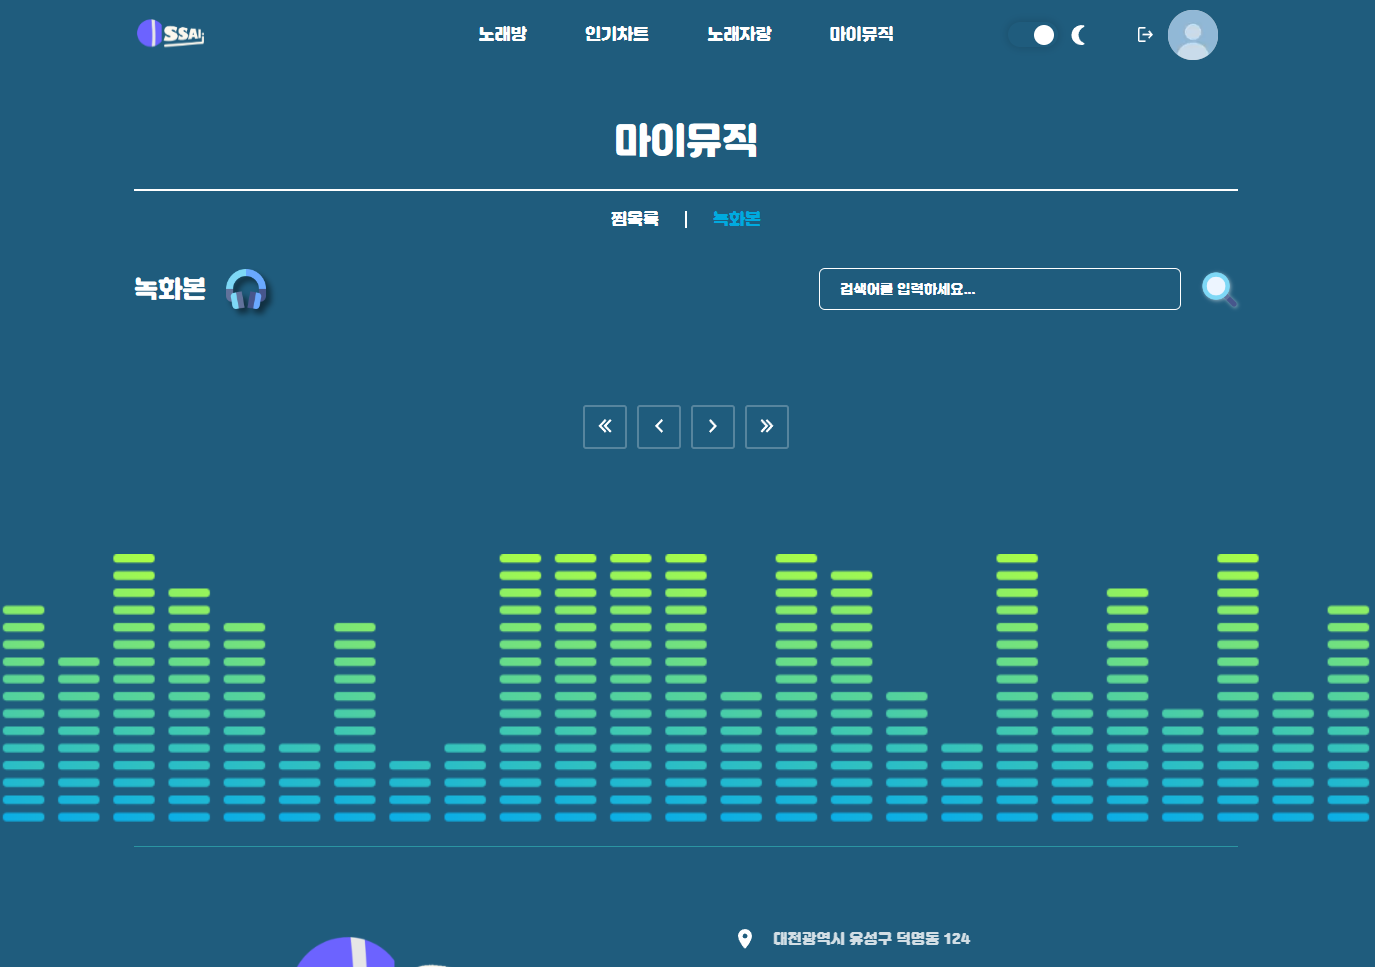 SSAI;
노래방 인기차트 노래자랑 마이뮤직
마이뮤직
찜목록 | 녹화본
녹화본
검색어를 입력하세요...
대전광역시 유성구 덕명동 124